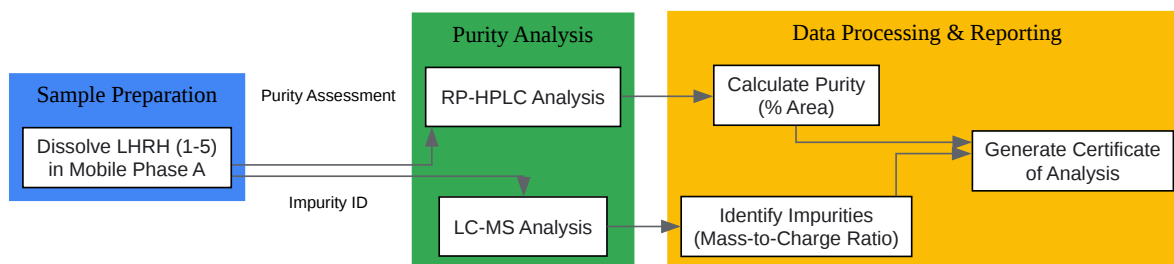 Sample Preparation
Dissolve LHRH (1-5)
in Mobile Phase A
Purity Assessment
Impurity ID
Purity Analysis
RP-HPLC Analysis
LC-MS Analysis
Data Processing & Reporting
Calculate Purity
(% Area)
Identify Impurities
(Mass-to-Charge Ratio)
Generate Certificate
of Analysis